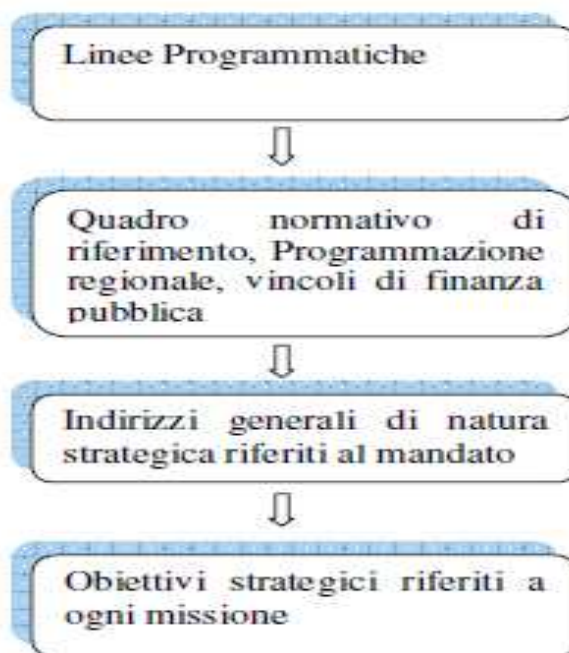 Linee Programmatiche
Quadro normativo di
riferimento, Programmazione
regionale, vincoli di finanza
pubblica
Indirizzi generali di natura
strategica riferiti al mandato
Obiettivi strategici riferiti a
ogni missione